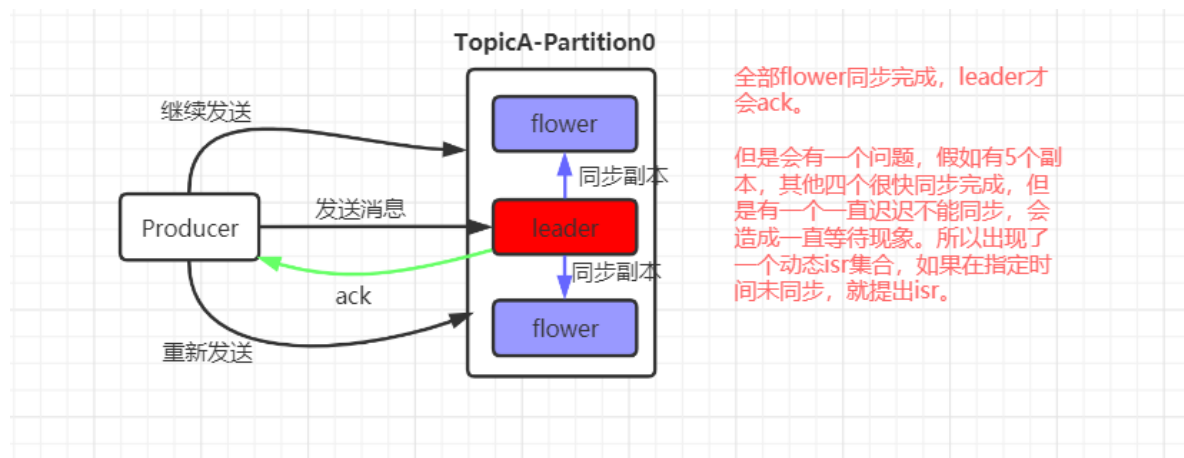 TopicA-Partition0
继续发送
flower
同步副本
Producer
发送消息
leader
同步副本
ack
flower
重新发送
全部flower同步完成，leader才
会ack。
但是会有一个问题，假如有5个副
本，其他四个很快同步完成，但
是有一个一直迟迟不能同步，会
造成一直等待现象。所以出现了
一个动态isr集合，如果在指定时
间未同步，就提出isr。